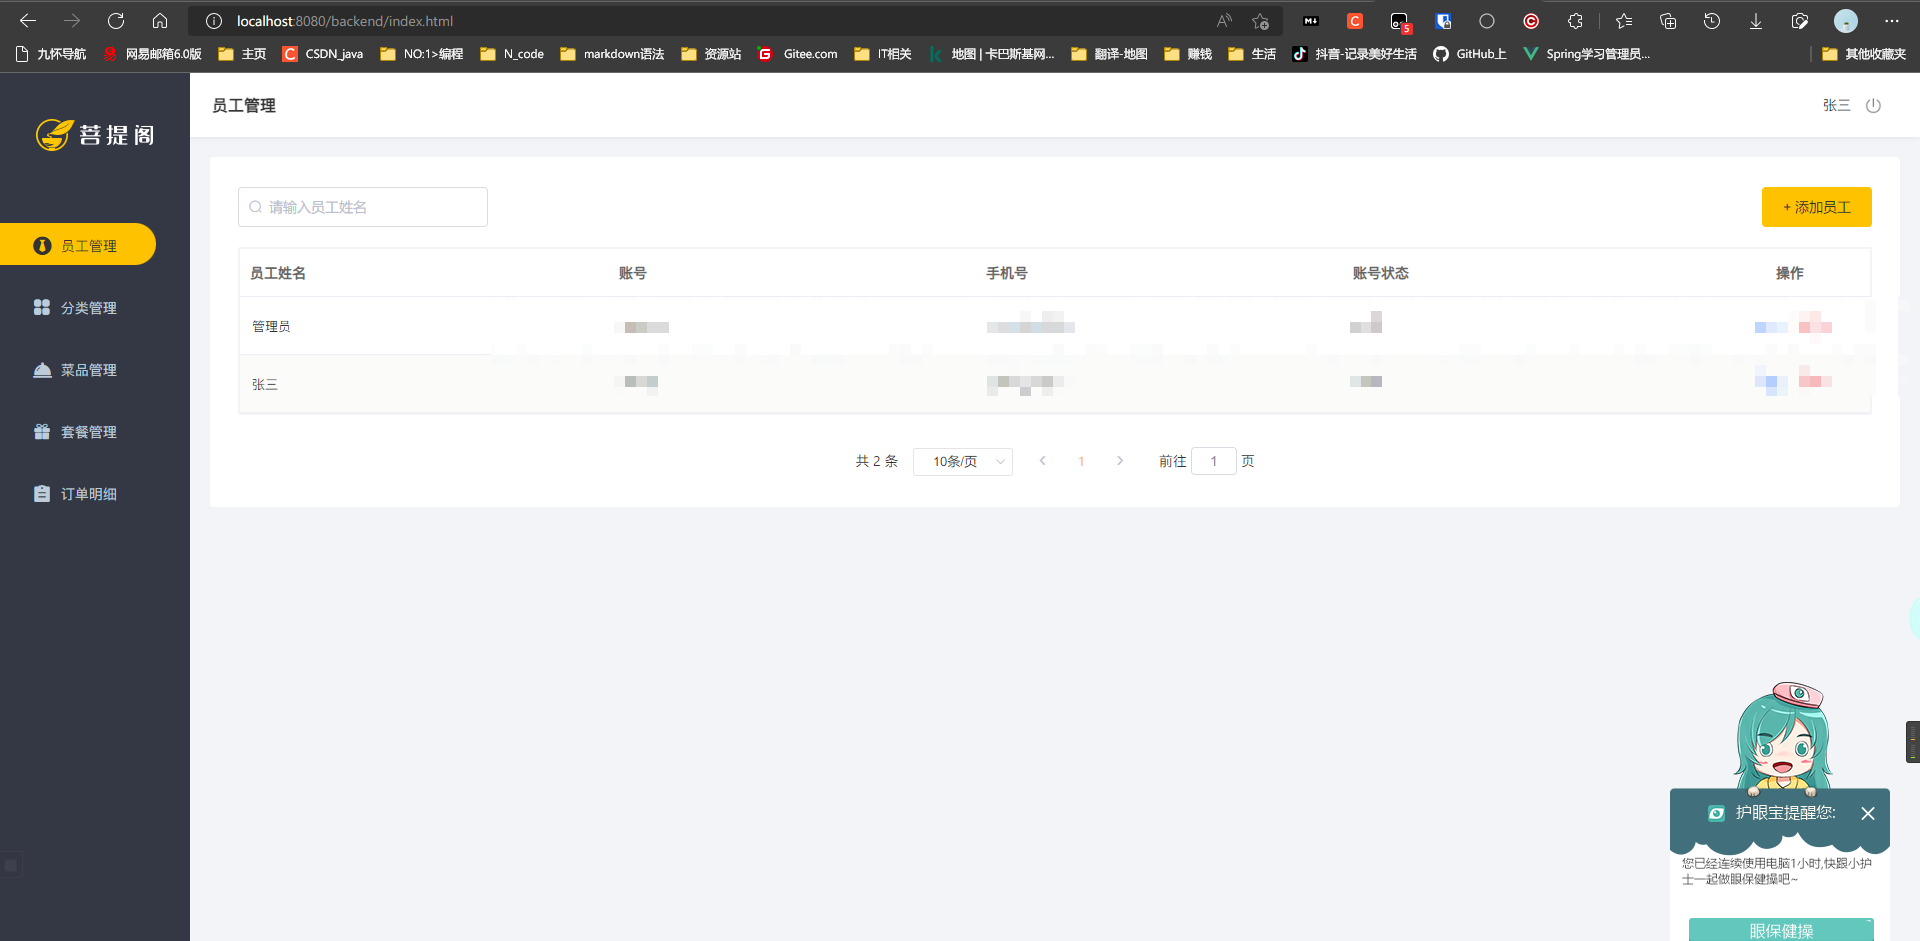 localhost:8080/backend/index.html
九怀导航 网易邮箱6.0版 主页 CSDN_java NO:1>编程 N_code markdown语法 资源站 Gitee.com IT相关 地图 | 卡巴斯基网... 翻译-地图 赚钱 生活 抖音-记录美好生活 GitHub上 Spring学习管理员... 其他收藏夹
菩提阁
员工管理
张三
员工管理
分类管理
菜品管理
套餐管理
订单明细
请输入员工姓名
+ 添加员工
员工姓名 账号 手机号 账号状态 操作
管理员
张三
共 2 条 10条/页 1 前往 1 页
护眼宝提醒您:
您已经连续使用电脑1小时,快跟小护
士一起做眼保健操吧~
眼保健操